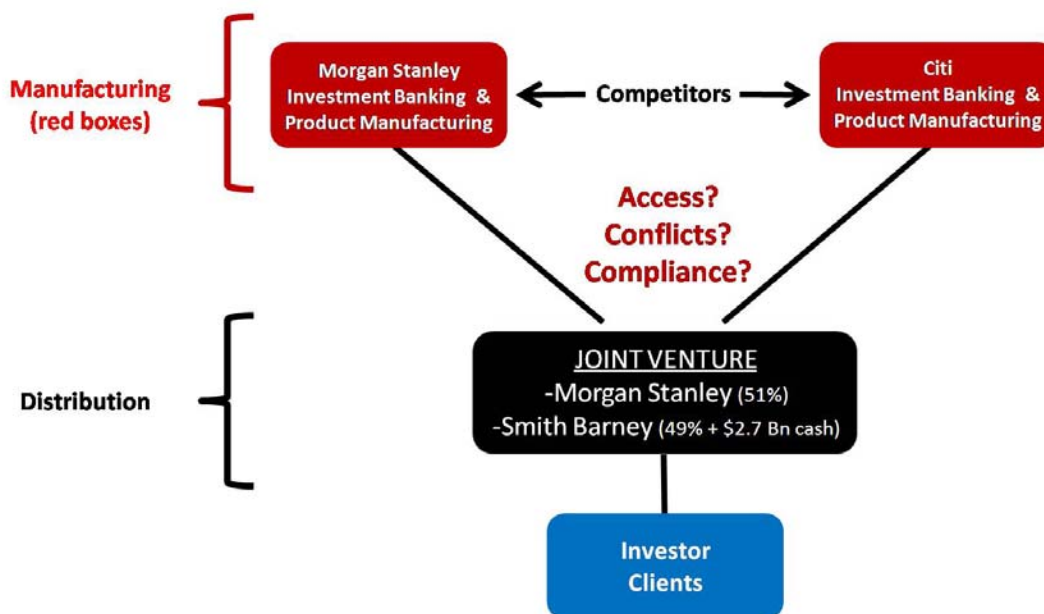 Manufacturing
(red boxes)
Morgan Stanley
Investment Banking &
Product Manufacturing
Competitors
Citi
Investment Banking &
Product Manufacturing
Access?
Conflicts?
Compliance?
Distribution
JOINT VENTURE
-Morgan Stanley (51%)
-Smith Barney (49% + $2.7 Bn cash)
Investor
Clients